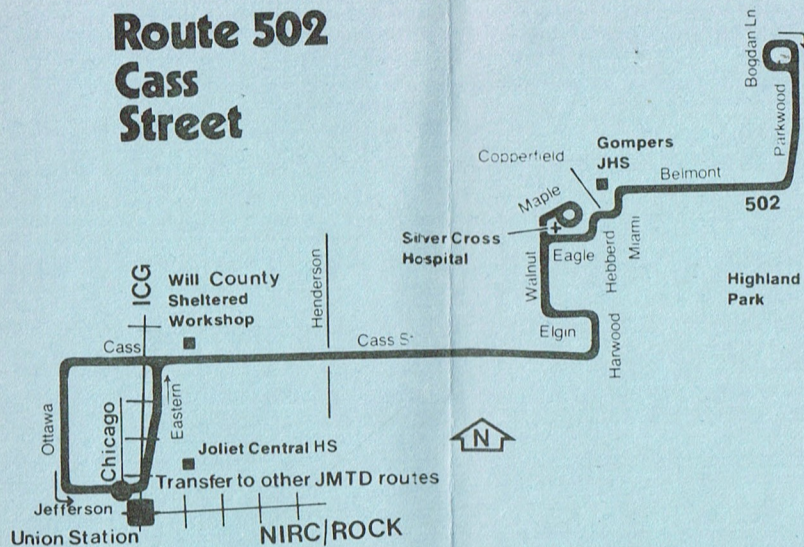 Route 502
Cass
Street
Bogdan Ln
Parkwood
Gompers
JHS
Copperfield
Belmont
502
Maple
Silver Cross
Hospital
Eagle
Walnut
Hebberd
Miami
Highland
Park
ICG
Will County
Sheltered
Workshop
Henderson
Elgin
Harwood
Cass
Cass St
Ottawa
Chicago
Eastern
N
Joliet Central HS
Transfer to other JMTD routes
Jefferson
Union Station
NIRC/ROCK